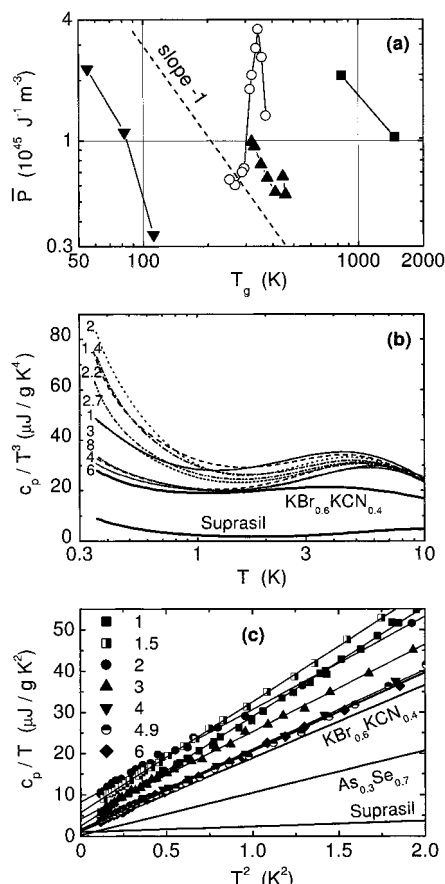 4
(a)
slope -1
P̅ (10⁴⁵ J⁻¹ m⁻³)
1
0.3
50 100 1000 2000
T_g (K)
80
2
(b)
1.4
2.2
60
2.7
c_p / T³ (μJ / g K⁴)
1
40
3
8
4
20
6
KBr₀.₆KCN₀.₄
Suprasil
0
0.3 1 3 10
T (K)
50
(c)
1
1.5
40
2
3
c_p / T (μJ / g K²)
30
4
4.9
6
KBr₀.₆KCN₀.₄
20
As₀.₃Se₀.₇
10
Suprasil
0
0.0 0.5 1.0 1.5 2.0
T² (K²)